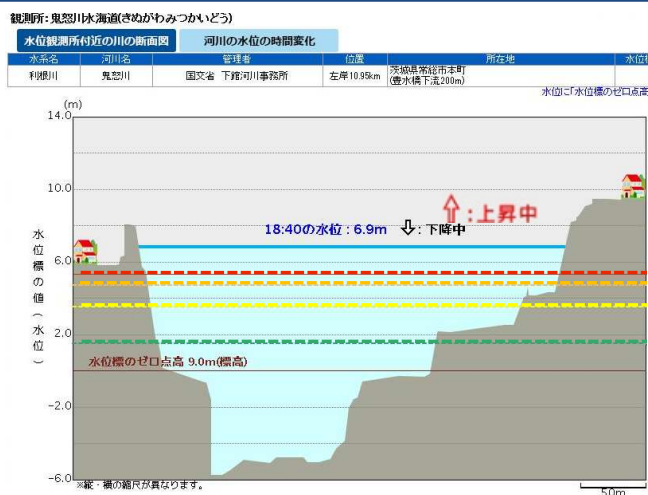 観測所:鬼怒川水海道(きぬがわみつかいどう)
水位観測所付近の川の断面図 河川の水位の時間変化
水系名 河川名 管理者 位置 所在地 水位
利根川 鬼怒川 国交省 下館河川事務所 左岸10.95km 茨城県常総市本町
(豊水橋下流200m)
水位に「水位標のゼロ点高
(m)
14.0
10.0
:上昇中
18:40の水位:6.9m :下降中
6.0
2.0
水位標のゼロ点高 9.0m(標高)
-2.0
-6.0
水位標の値(水位)
※縦・横の縮尺が異なります。
50m